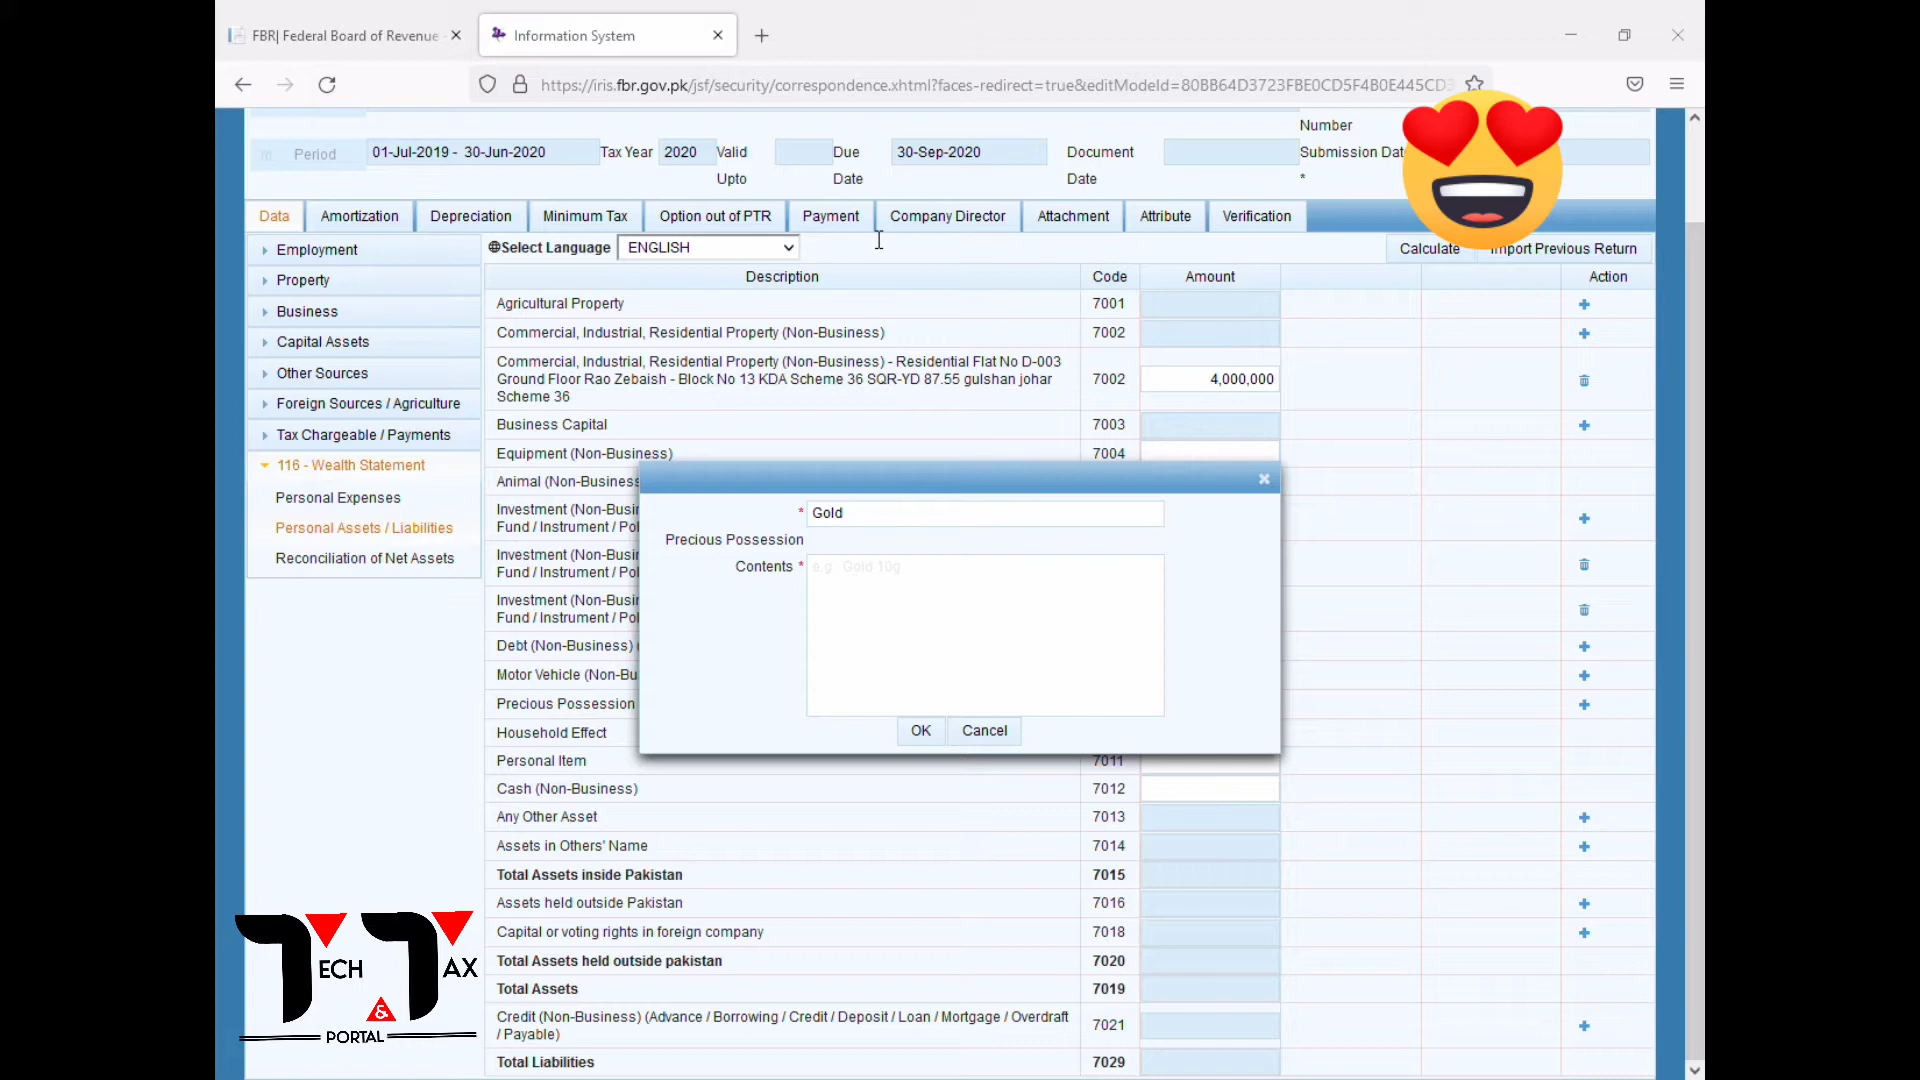 FBR| Federal Board of Revenue
Information System
https://iris.fbr.gov.pk/jsf/security/correspondence.xhtml?faces-redirect=true&editModeId=80BB64D3723FBE0CD5F4B0E445CD3
Number
Period 01-Jul-2019 - 30-Jun-2020 Tax Year 2020 Valid Upto Due Date 30-Sep-2020 Document Date Submission Dat
*
Data Amortization Depreciation Minimum Tax Option out of PTR Payment Company Director Attachment Attribute Verification
Employment
Property
Business
Capital Assets
Other Sources
Foreign Sources / Agriculture
Tax Chargeable / Payments
116 - Wealth Statement
Personal Expenses
Personal Assets / Liabilities
Reconciliation of Net Assets
Select Language ENGLISH Calculate Import Previous Return
Description Code Amount Action
Agricultural Property 7001
Commercial, Industrial, Residential Property (Non-Business) 7002
Commercial, Industrial, Residential Property (Non-Business) - Residential Flat No D-003
Ground Floor Rao Zebaish - Block No 13 KDA Scheme 36 SQR-YD 87.55 gulshan johar 7002 4,000,000
Scheme 36
Business Capital 7003
Equipment (Non-Business) 7004
Animal (Non-Business
Investment (Non-Busi
Fund / Instrument / Pol
Investment (Non-Busi
Fund / Instrument / Pol
Investment (Non-Busi
Fund / Instrument / Pol
Debt (Non-Business)
Motor Vehicle (Non-Bu
Precious Possession
Household Effect
Personal Item 7011
Cash (Non-Business) 7012
Any Other Asset 7013
Assets in Others' Name 7014
Total Assets inside Pakistan 7015
Assets held outside Pakistan 7016
Capital or voting rights in foreign company 7018
Total Assets held outside pakistan 7020
Total Assets 7019
Credit (Non-Business) (Advance / Borrowing / Credit / Deposit / Loan / Mortgage / Overdraft 7021
/ Payable)
Total Liabilities 7029
* Gold
Precious Possession
Contents * e.g. Gold 10g
OK Cancel
TECH & TAX
PORTAL